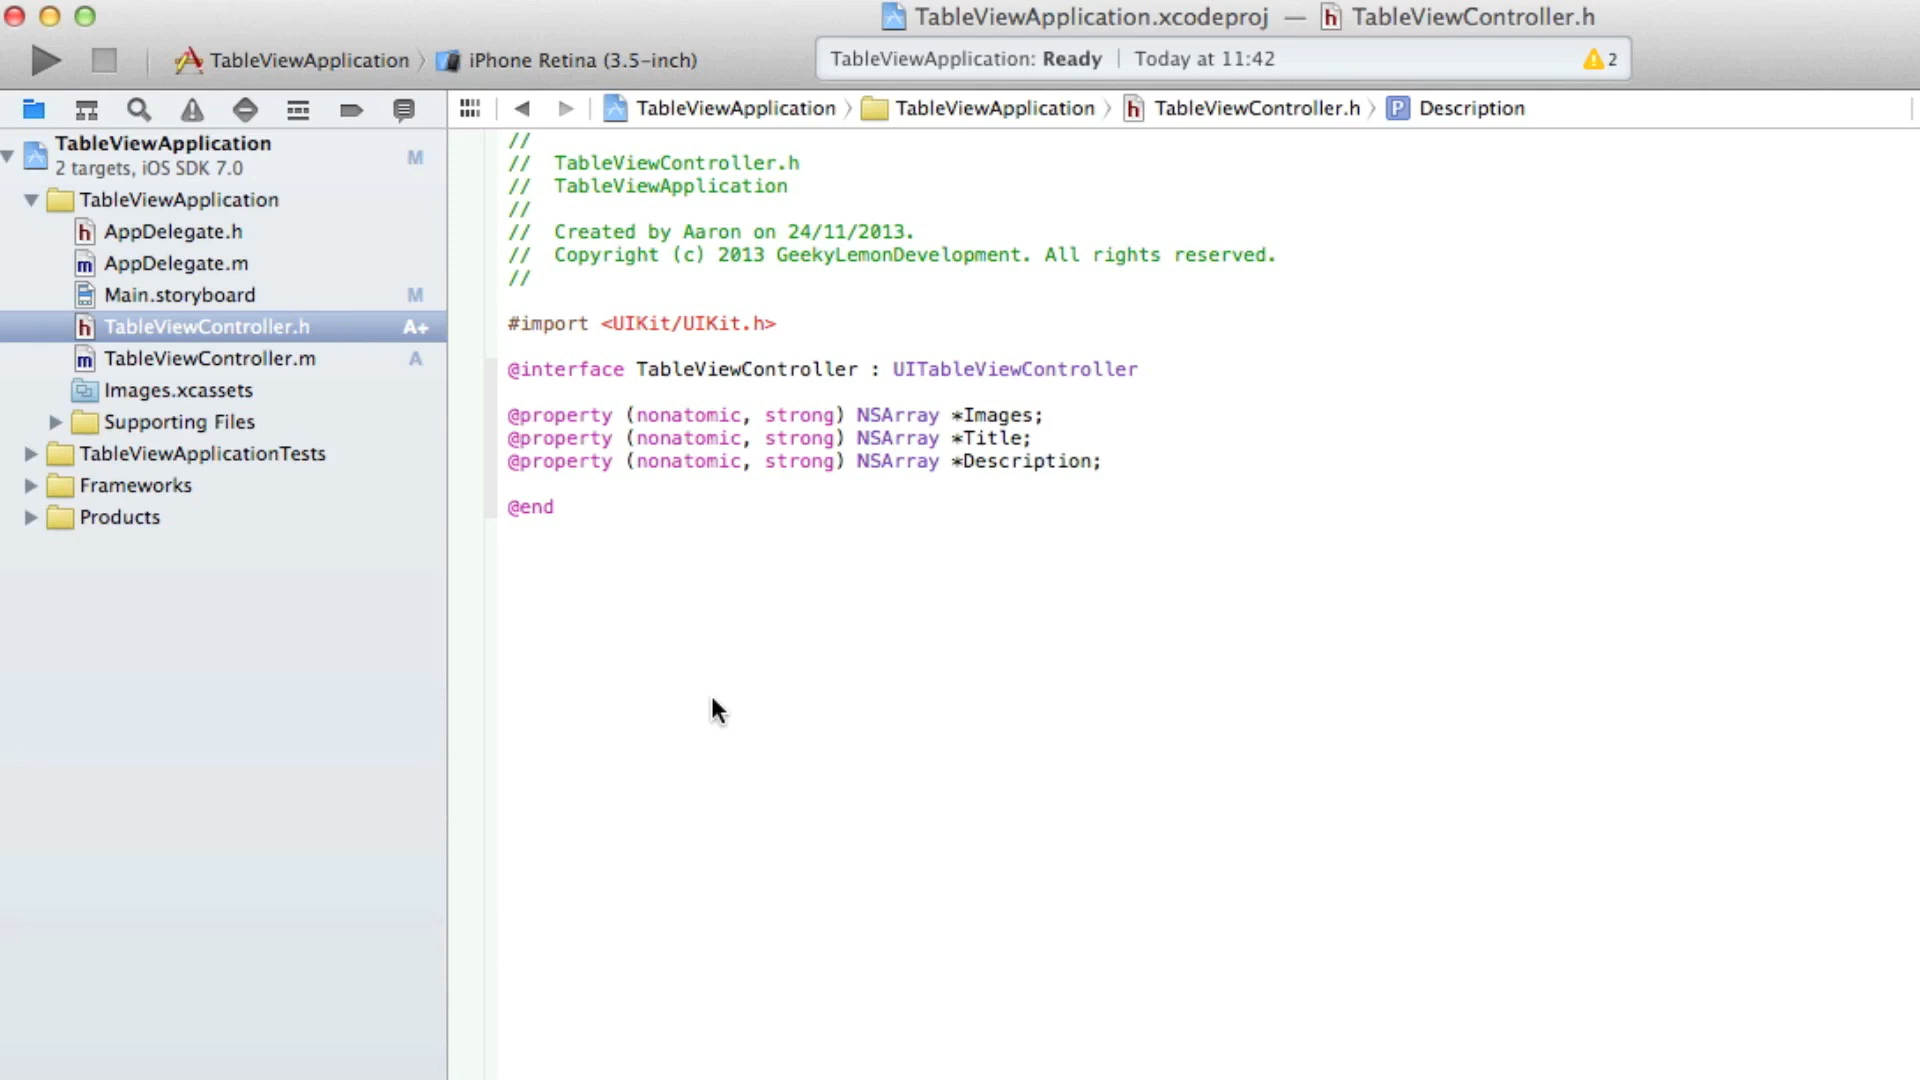 TableViewApplication.xcodeproj — h TableViewController.h
TableViewApplication 〉 iPhone Retina (3.5-inch)
TableViewApplication: Ready | Today at 11:42
2
TableViewApplication 〉 TableViewApplication 〉 h TableViewController.h 〉 P Description
TableViewApplication
2 targets, iOS SDK 7.0
M
TableViewApplication
h AppDelegate.h
m AppDelegate.m
Main.storyboard M
h TableViewController.h A+
m TableViewController.m A
Images.xcassets
Supporting Files
TableViewApplicationTests
Frameworks
Products
//
//  TableViewController.h
//  TableViewApplication
//
//  Created by Aaron on 24/11/2013.
//  Copyright (c) 2013 GeekyLemonDevelopment. All rights reserved.
//
#import <UIKit/UIKit.h>
@interface TableViewController : UITableViewController
@property (nonatomic, strong) NSArray *Images;
@property (nonatomic, strong) NSArray *Title;
@property (nonatomic, strong) NSArray *Description;
@end